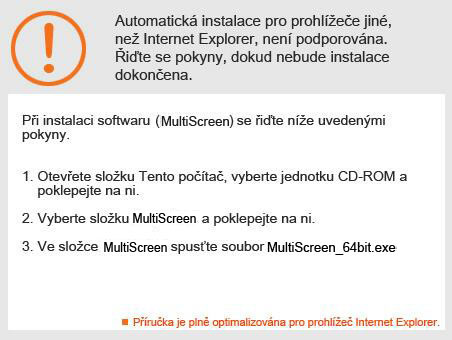 Automatická instalace pro prohlížeče jiné,
než Internet Explorer, není podporována.
Řiďte se pokyny, dokud nebude instalace
dokončena.
Při instalaci softwaru (MultiScreen) se řiďte níže uvedenými
pokyny.
1. Otevřete složku Tento počítač, vyberte jednotku CD-ROM a
poklepejte na ni.
2. Vyberte složku MultiScreen a poklepejte na ni.
3. Ve složce MultiScreen spusťte soubor MultiScreen_64bit.exe
Příručka je plně optimalizována pro prohlížeč Internet Explorer.